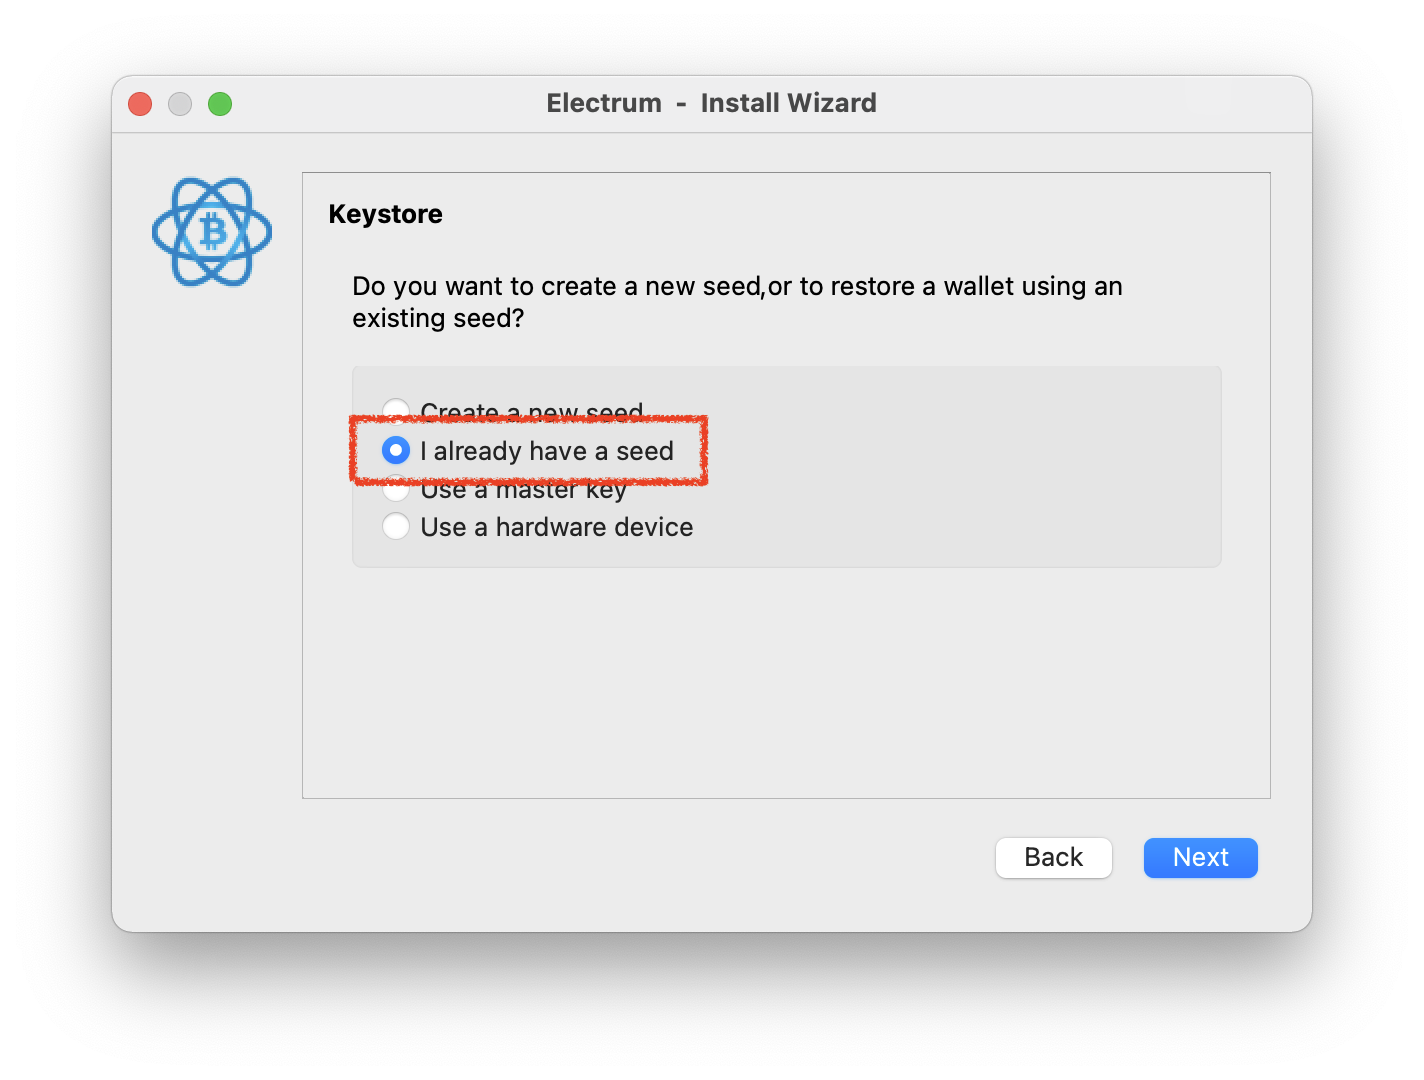 Electrum - Install Wizard
Keystore
Do you want to create a new seed,or to restore a wallet using an
existing seed?
Create a new seed
I already have a seed
Use a master key
Use a hardware device
Back
Next